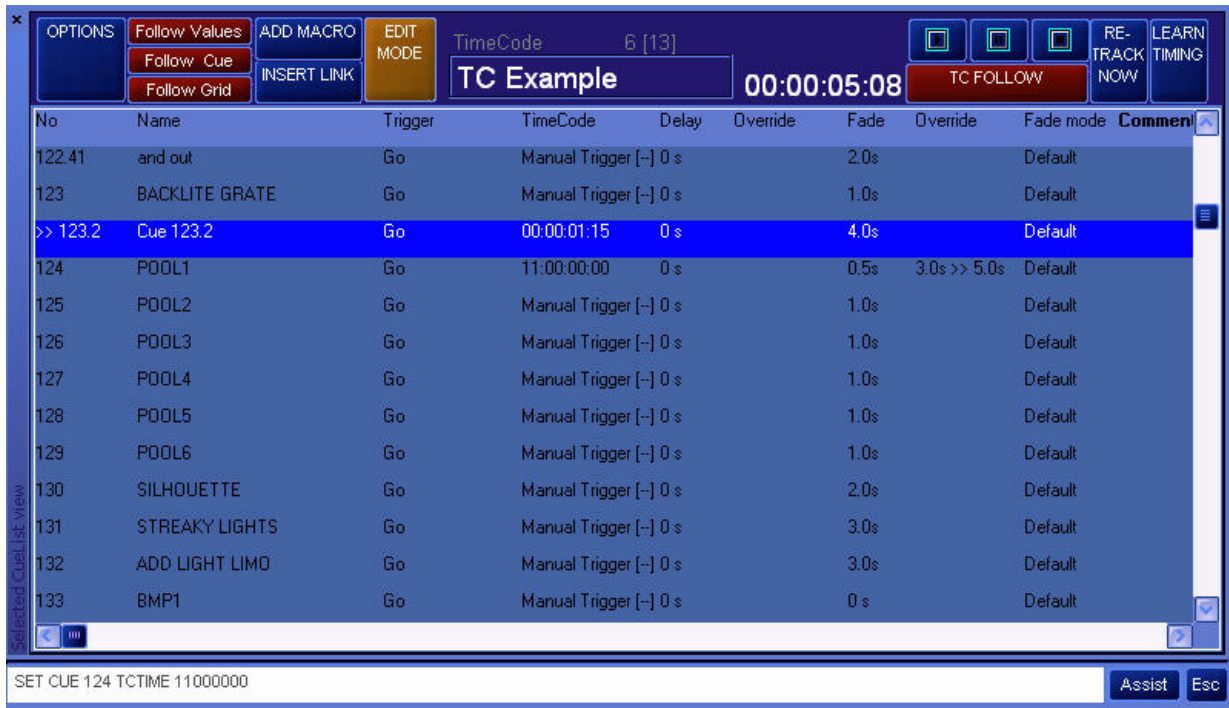 ×
OPTIONS Follow Values ADD MACRO EDIT MODE TimeCode 6 [13] RE-TRACK NOW LEARN TIMING
Follow Cue
Follow Grid INSERT LINK TC Example 00:00:05:08 TC FOLLOW
No Name Trigger TimeCode Delay Override Fade Override Fade mode Comment
122.41 and out Go Manual Trigger [--] 0 s 2.0s Default
123 BACKLITE GRATE Go Manual Trigger [--] 0 s 1.0s Default
>> 123.2 Cue 123.2 Go 00:00:01:15 0 s 4.0s Default
124 POOL1 Go 11:00:00:00 0 s 0.5s 3.0s >> 5.0s Default
125 POOL2 Go Manual Trigger [--] 0 s 1.0s Default
126 POOL3 Go Manual Trigger [--] 0 s 1.0s Default
127 POOL4 Go Manual Trigger [--] 0 s 1.0s Default
128 POOL5 Go Manual Trigger [--] 0 s 1.0s Default
129 POOL6 Go Manual Trigger [--] 0 s 1.0s Default
130 SILHOUETTE Go Manual Trigger [--] 0 s 2.0s Default
131 STREAKY LIGHTS Go Manual Trigger [--] 0 s 3.0s Default
132 ADD LIGHT LIMO Go Manual Trigger [--] 0 s 3.0s Default
133 BMP1 Go Manual Trigger [--] 0 s 0 s Default
Selected CueList View
SET CUE 124 TCTIME 11000000 Assist Esc